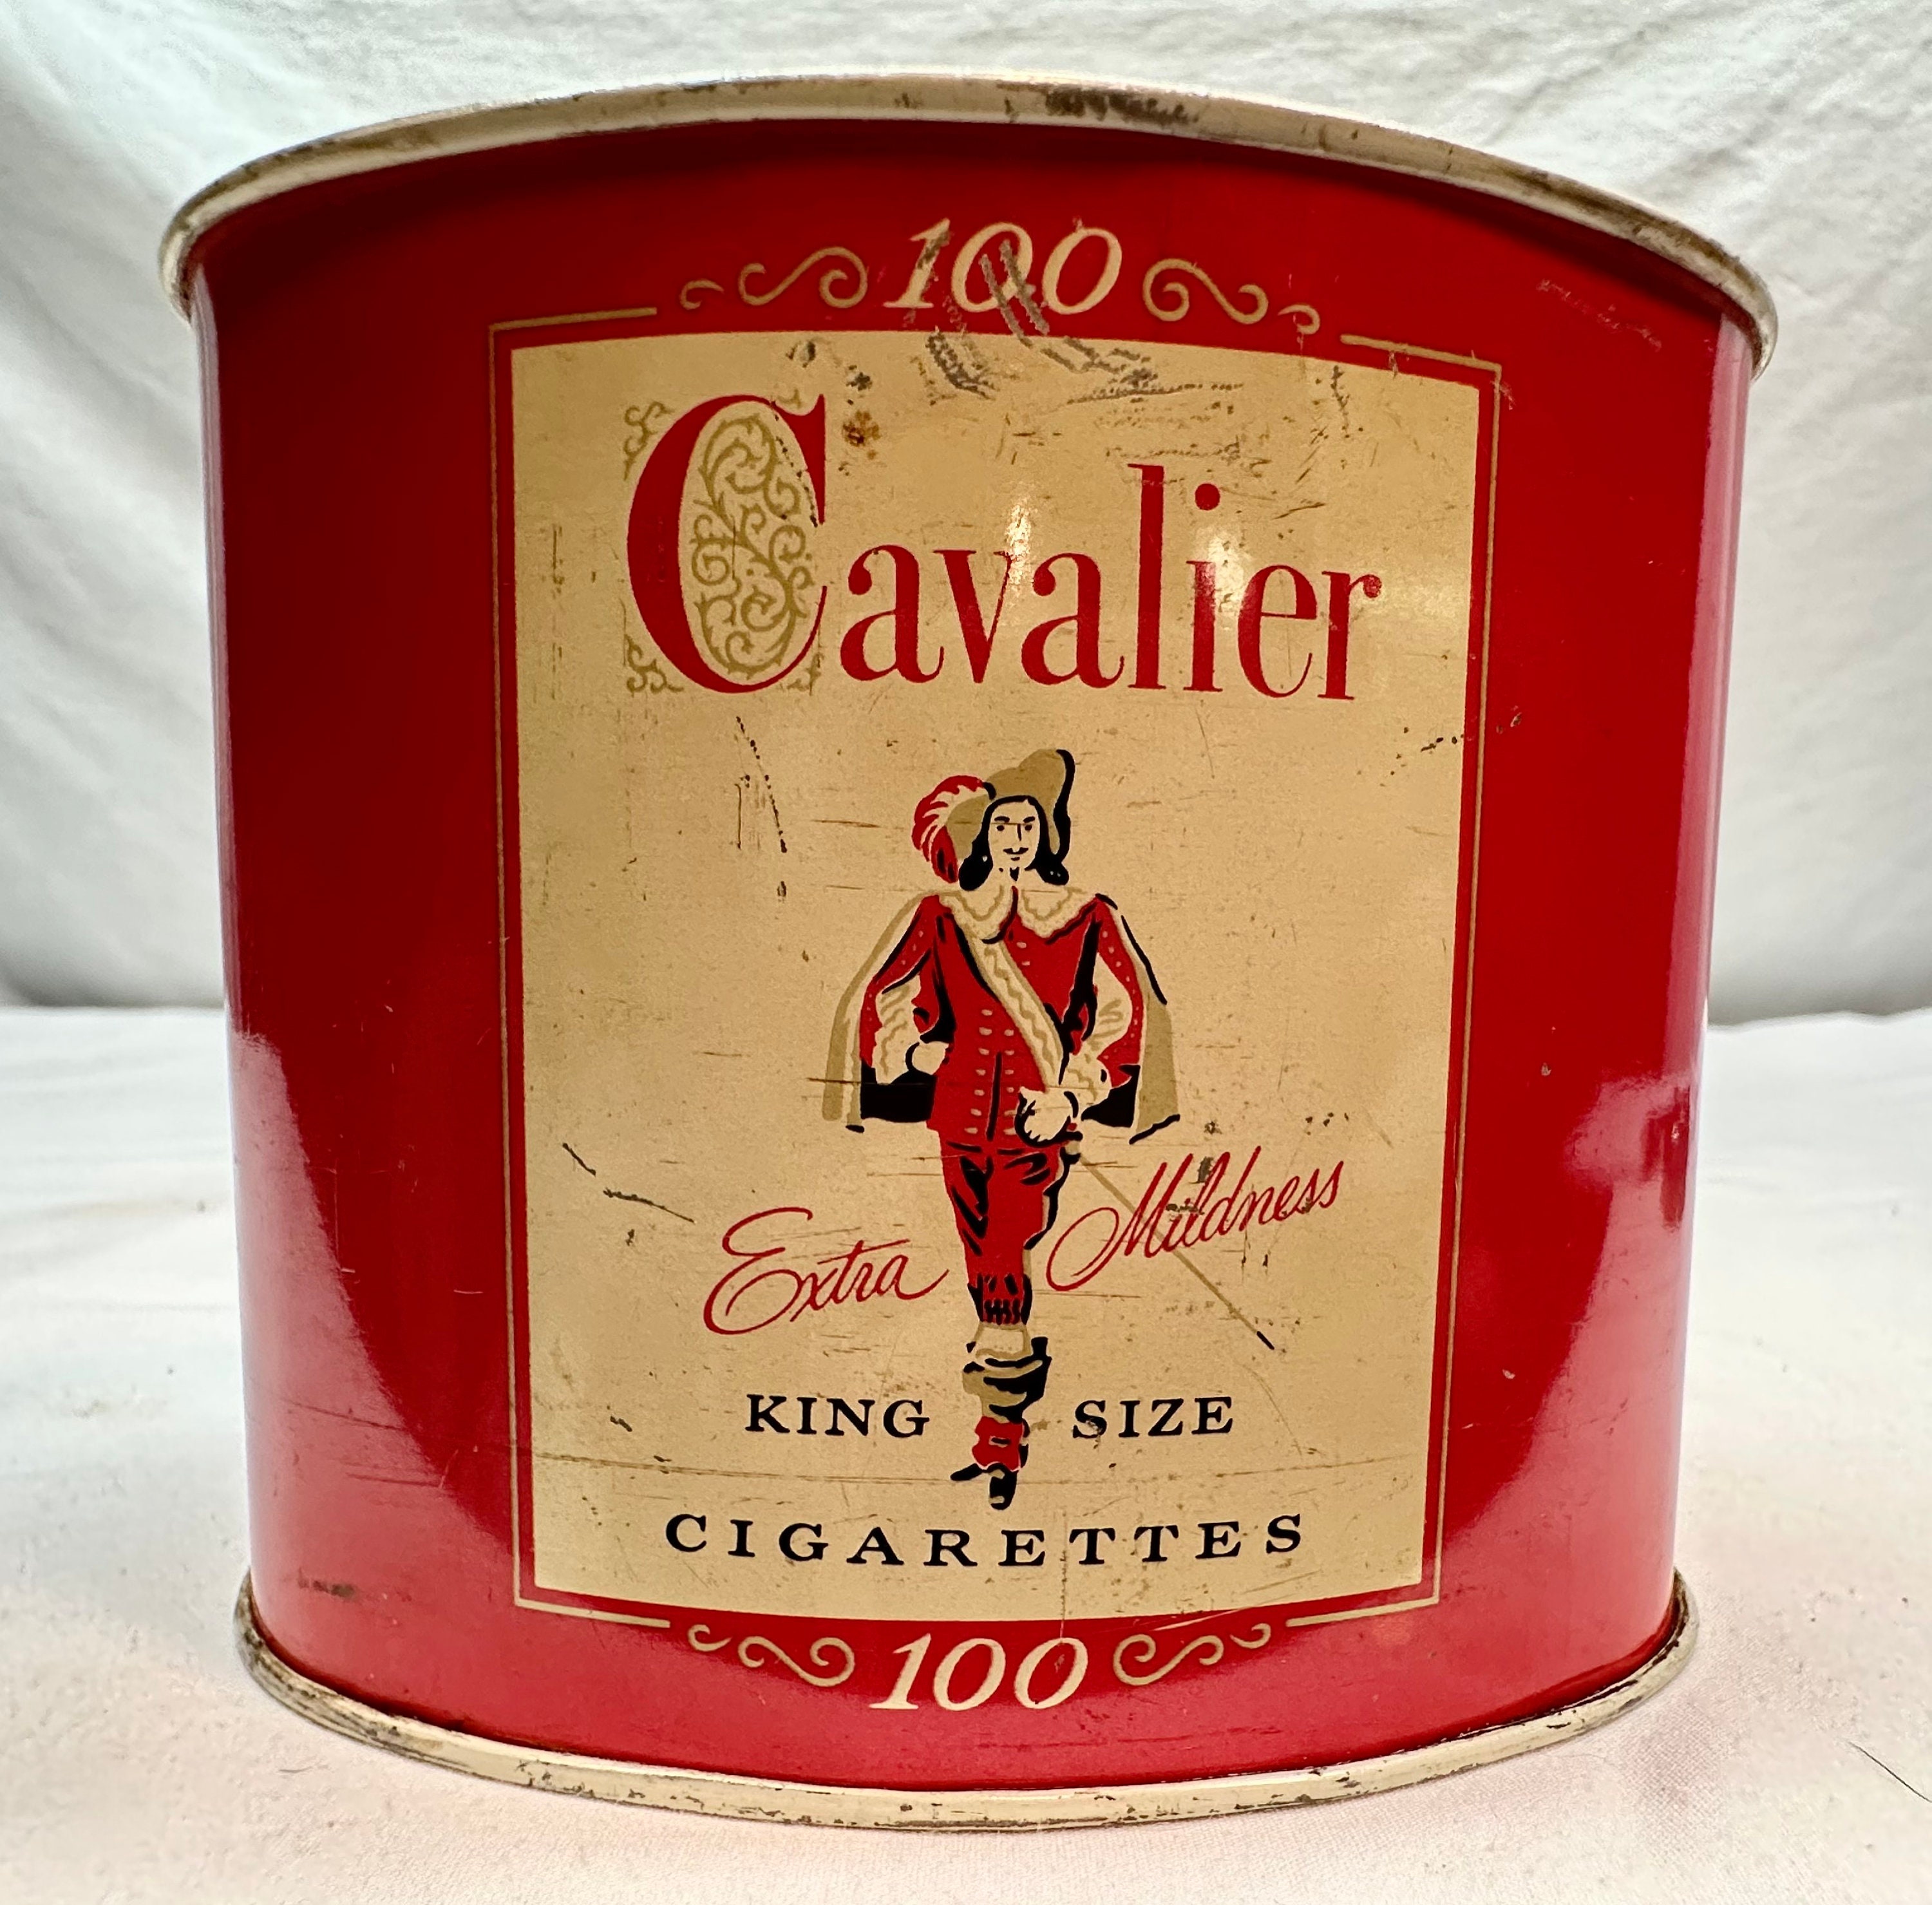 100
Cavalier
Extra Mildness
KING SIZE
CIGARETTES
100